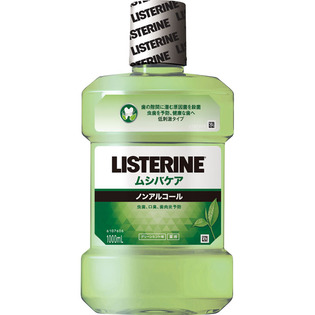 LISTERINE
歯の隙間に潜む原因菌を殺菌
虫歯を予防、健康な歯へ
低刺激タイプ
LISTERINE
ムシバケア
ノンアルコール
虫歯、口臭、歯肉炎予防
1000mL